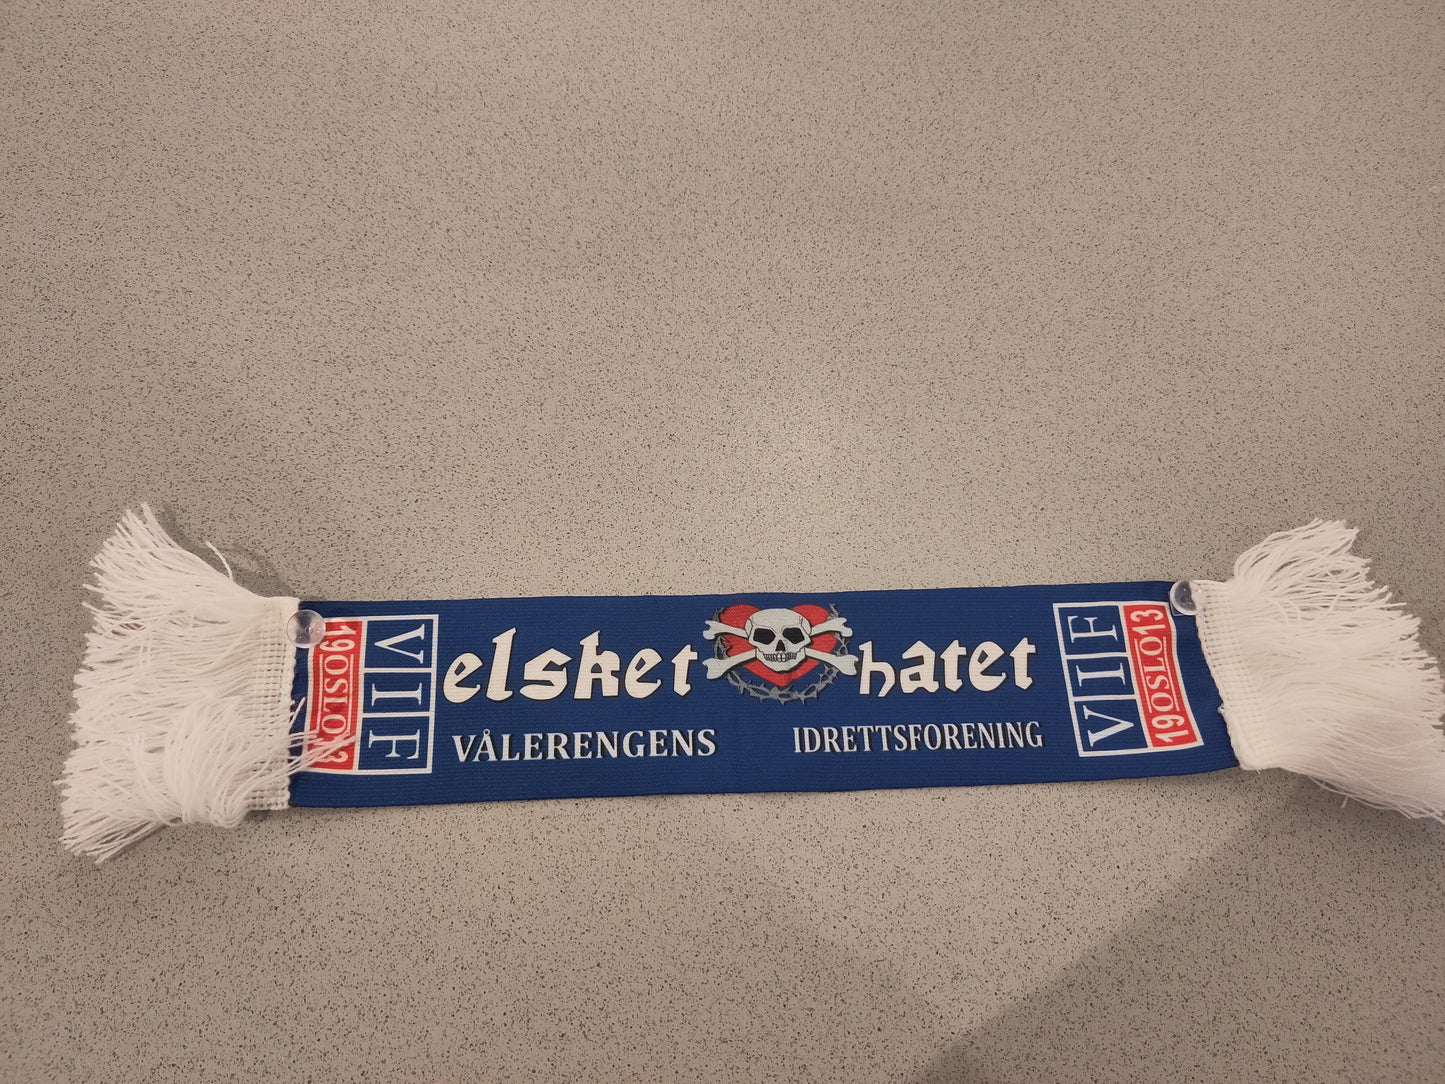 VIF
19OSLO13
elsket hatet
VÅLERENGENS IDRETTSFORENING
VIF
19OSLO13